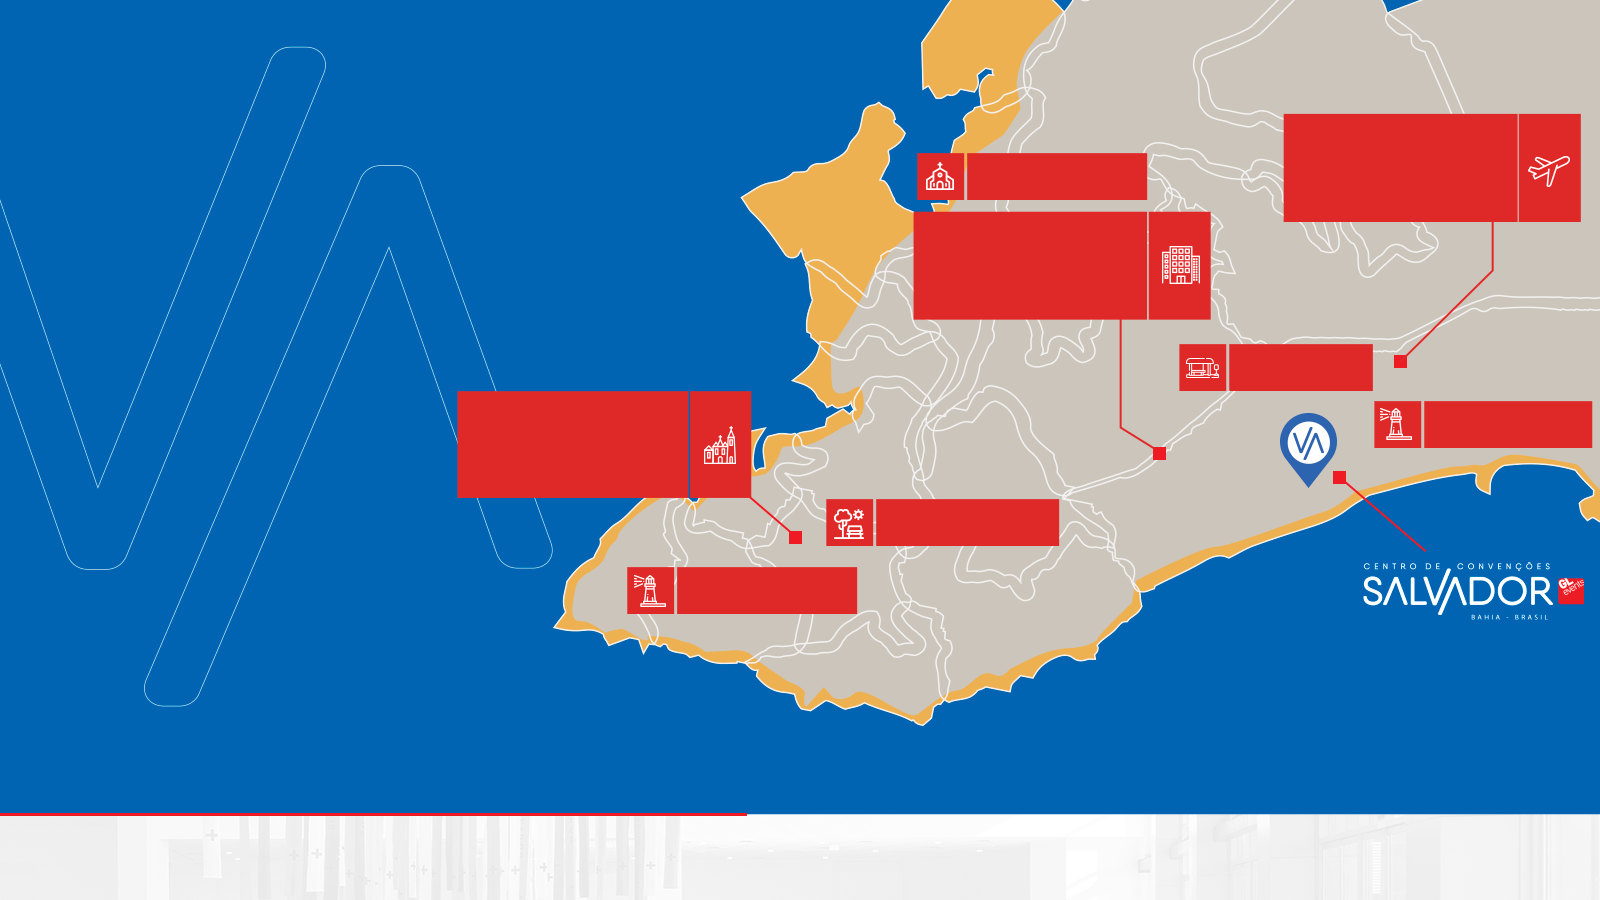 CENTRO DE CONVENÇÕES
SALVADOR
GL events
BAHIA - BRASIL